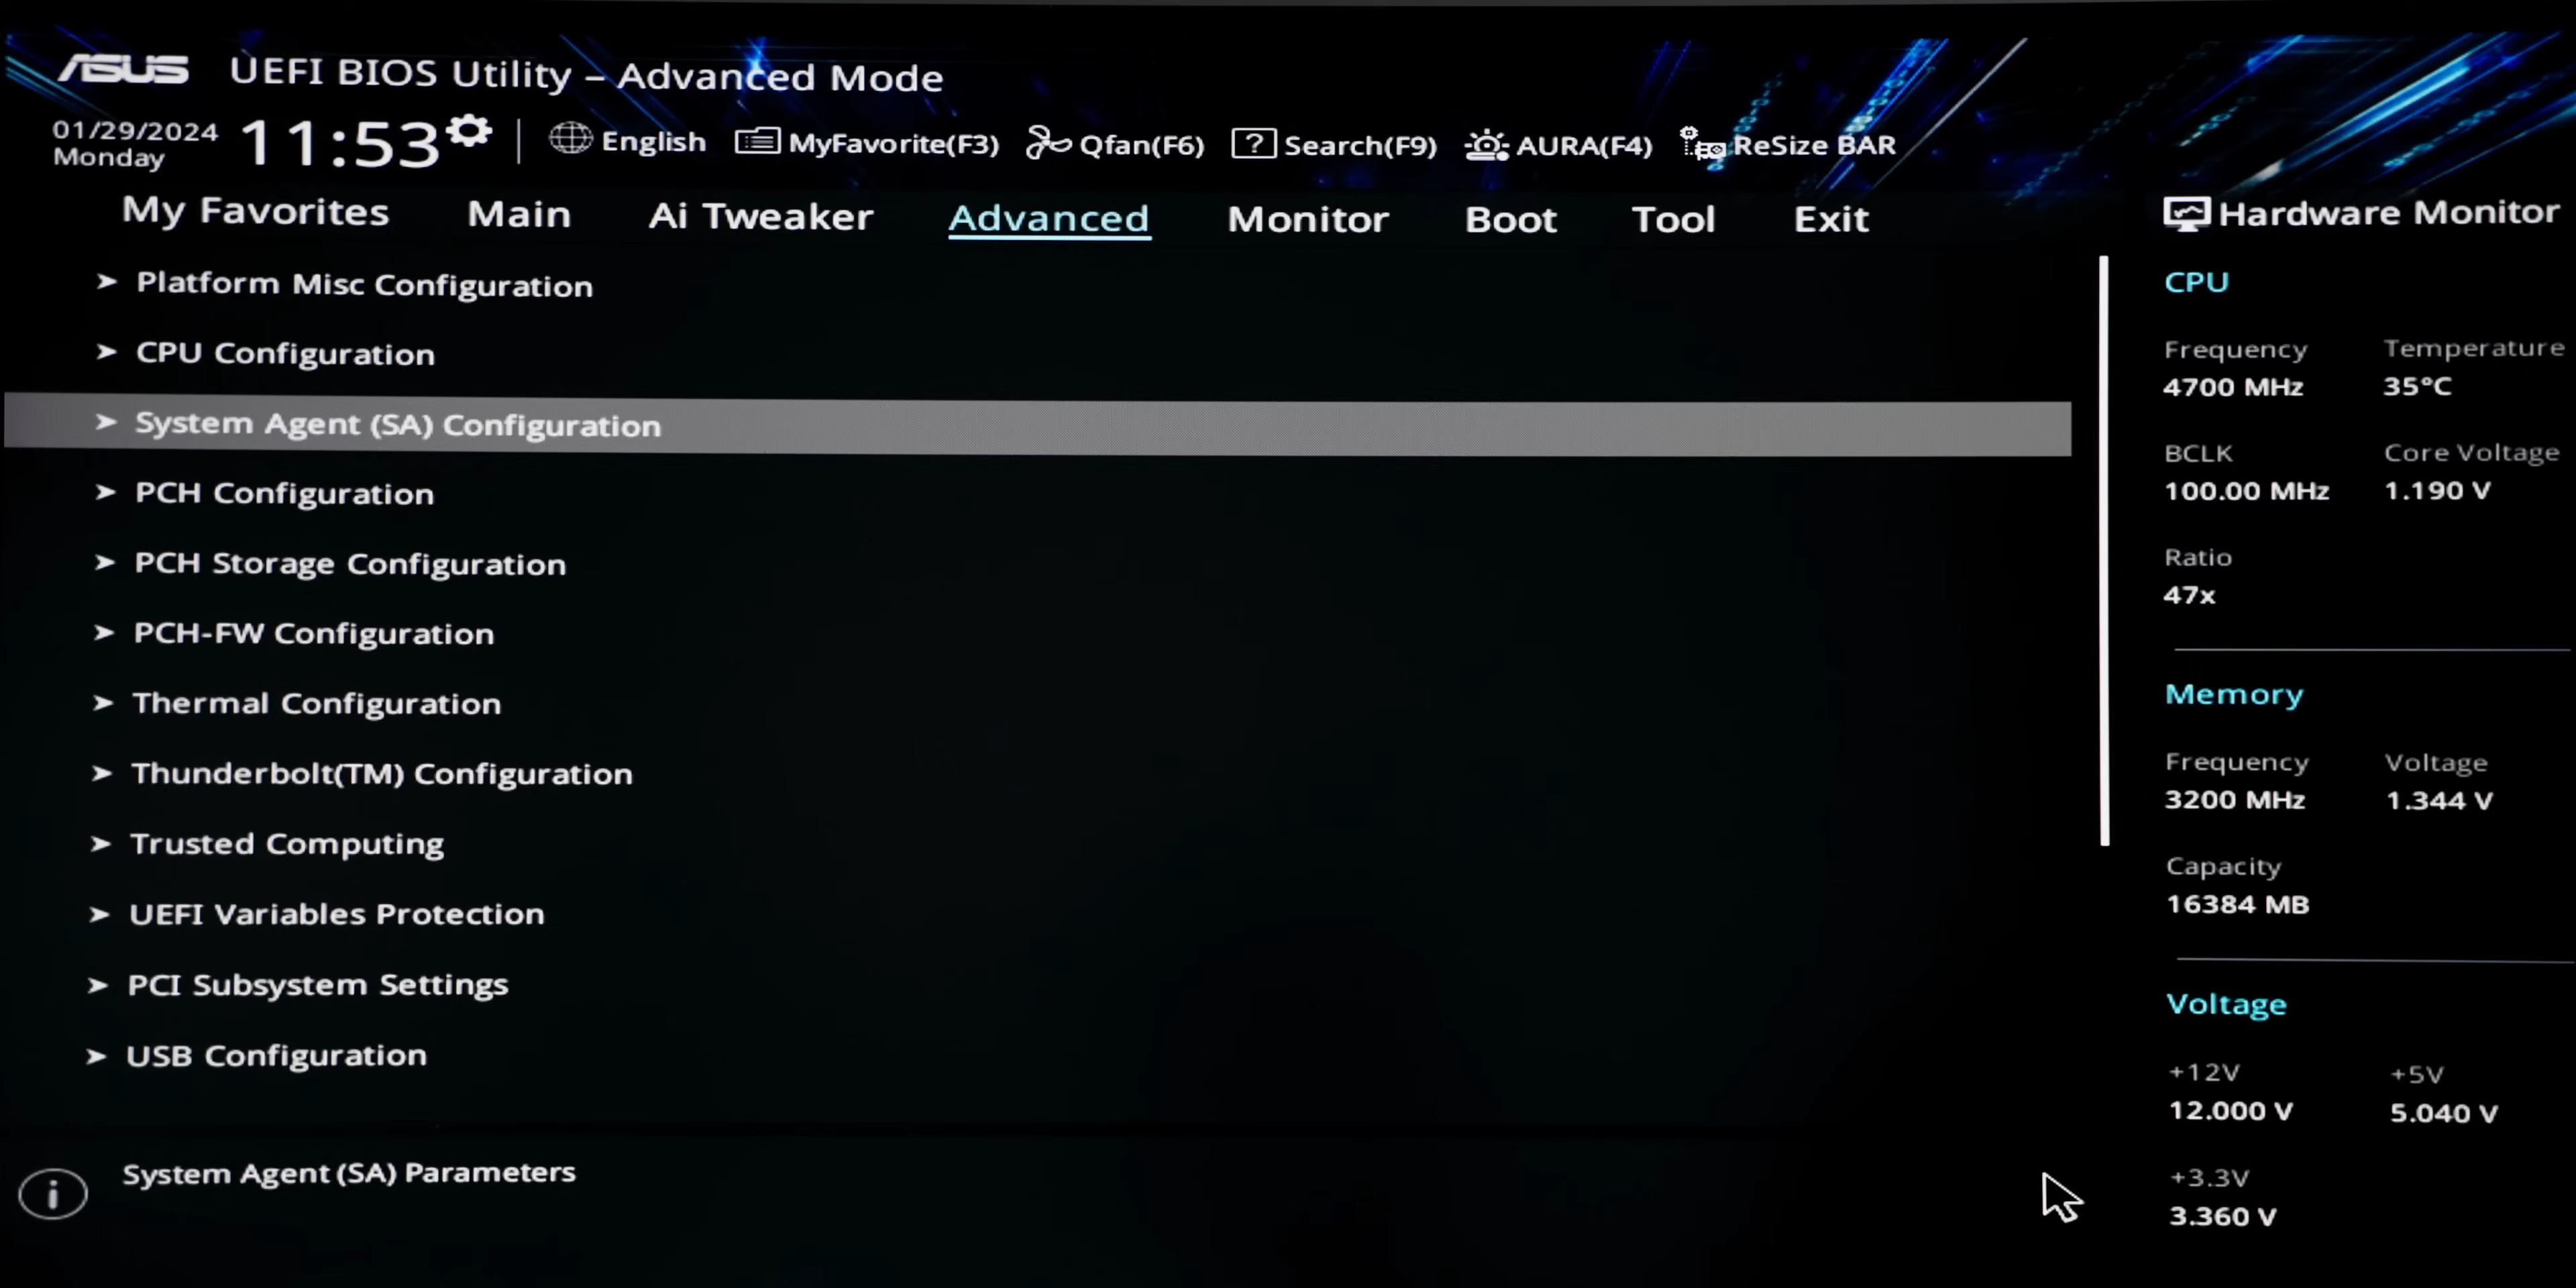 ASUS UEFI BIOS Utility – Advanced Mode
01/29/2024
Monday
11:53
English
MyFavorite(F3)
Qfan(F6)
Search(F9)
AURA(F4)
ReSize BAR
My Favorites
Main
Ai Tweaker
Advanced
Monitor
Boot
Tool
Exit
Platform Misc Configuration
CPU Configuration
System Agent (SA) Configuration
PCH Configuration
PCH Storage Configuration
PCH-FW Configuration
Thermal Configuration
Thunderbolt(TM) Configuration
Trusted Computing
UEFI Variables Protection
PCI Subsystem Settings
USB Configuration
System Agent (SA) Parameters
Hardware Monitor
CPU
Frequency Temperature
4700 MHz 35°C
BCLK Core Voltage
100.00 MHz 1.190 V
Ratio
47x
Memory
Frequency Voltage
3200 MHz 1.344 V
Capacity
16384 MB
Voltage
+12V +5V
12.000 V 5.040 V
+3.3V
3.360 V